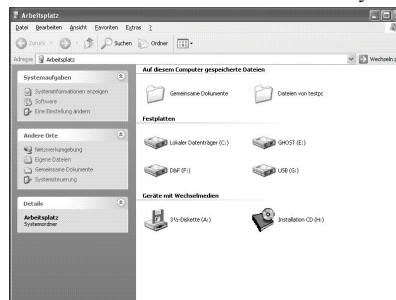 Arbeitsplatz
Datei Bearbeiten Ansicht Favoriten Extras ?
Zurück Suchen Ordner
Adresse Arbeitsplatz Wechseln z
Systemaufgaben
Systeminformationen anzeigen
Software
Eine Einstellung ändern
Andere Orte
Netzwerkumgebung
Eigene Dateien
Gemeinsame Dokumente
Systemsteuerung
Details
Arbeitsplatz
Systemordner
Auf diesem Computer gespeicherte Dateien
Gemeinsame Dokumente Dateien von testpc
Festplatten
Lokaler Datenträger (C:) GHOST (E:)
D&F (F:) USB (G:)
Geräte mit Wechselmedien
3½-Diskette (A:) Installation CD (H:)